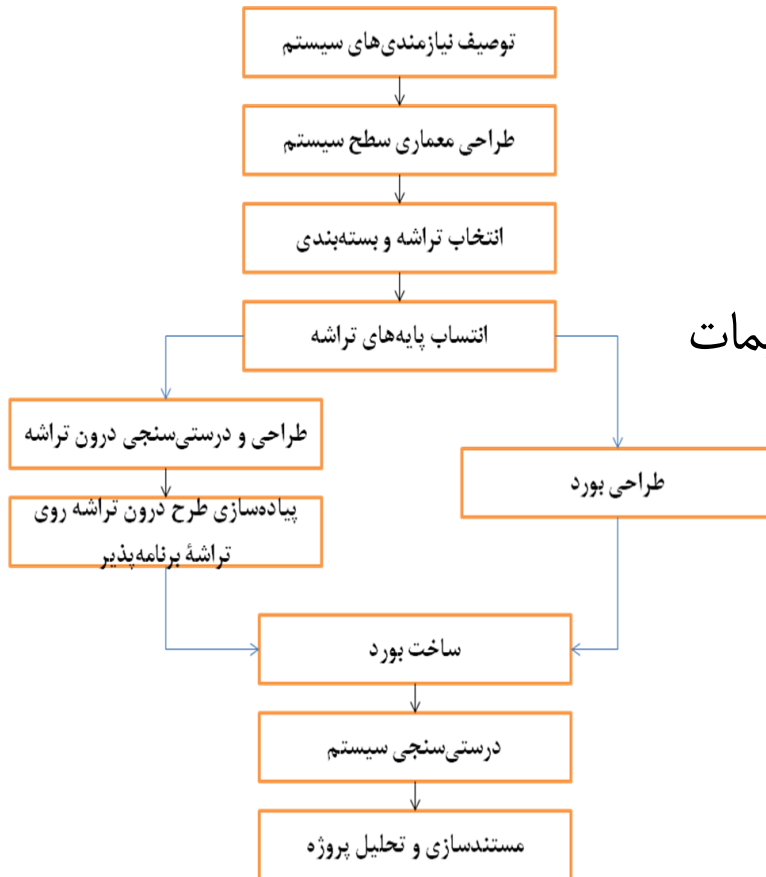 توصیف نیازمندی‌های سیستم
طراحی معماری سطح سیستم
انتخاب تراشه و بسته‌بندی
انتساب پایه‌های تراشه
طراحی و درستی‌سنجی درون تراشه
پیاده‌سازی طرح درون تراشه روی
تراشهٔ برنامه‌پذیر
طراحی بورد
ساخت بورد
درستی‌سنجی سیستم
مستندسازی و تحلیل پروژه